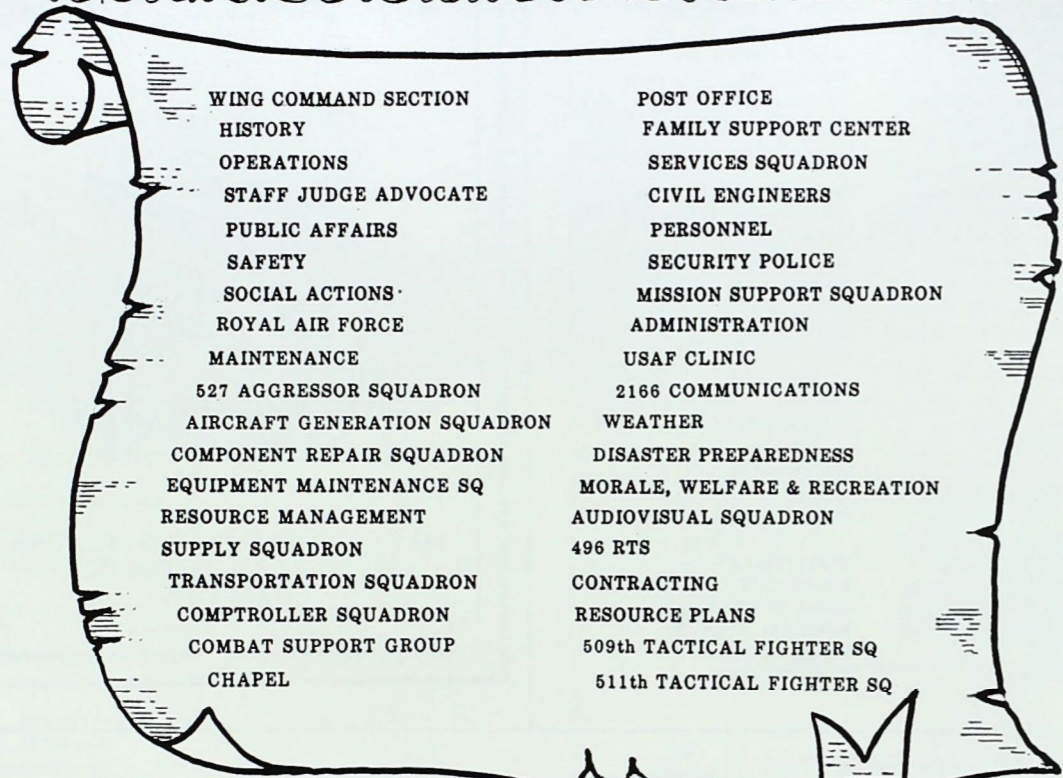 WING COMMAND SECTION
HISTORY
OPERATIONS
STAFF JUDGE ADVOCATE
PUBLIC AFFAIRS
SAFETY
SOCIAL ACTIONS
ROYAL AIR FORCE
MAINTENANCE
527 AGGRESSOR SQUADRON
AIRCRAFT GENERATION SQUADRON
COMPONENT REPAIR SQUADRON
EQUIPMENT MAINTENANCE SQ
RESOURCE MANAGEMENT
SUPPLY SQUADRON
TRANSPORTATION SQUADRON
COMPTROLLER SQUADRON
COMBAT SUPPORT GROUP
CHAPEL
POST OFFICE
FAMILY SUPPORT CENTER
SERVICES SQUADRON
CIVIL ENGINEERS
PERSONNEL
SECURITY POLICE
MISSION SUPPORT SQUADRON
ADMINISTRATION
USAF CLINIC
2166 COMMUNICATIONS
WEATHER
DISASTER PREPAREDNESS
MORALE, WELFARE & RECREATION
AUDIOVISUAL SQUADRON
496 RTS
CONTRACTING
RESOURCE PLANS
509th TACTICAL FIGHTER SQ
511th TACTICAL FIGHTER SQ